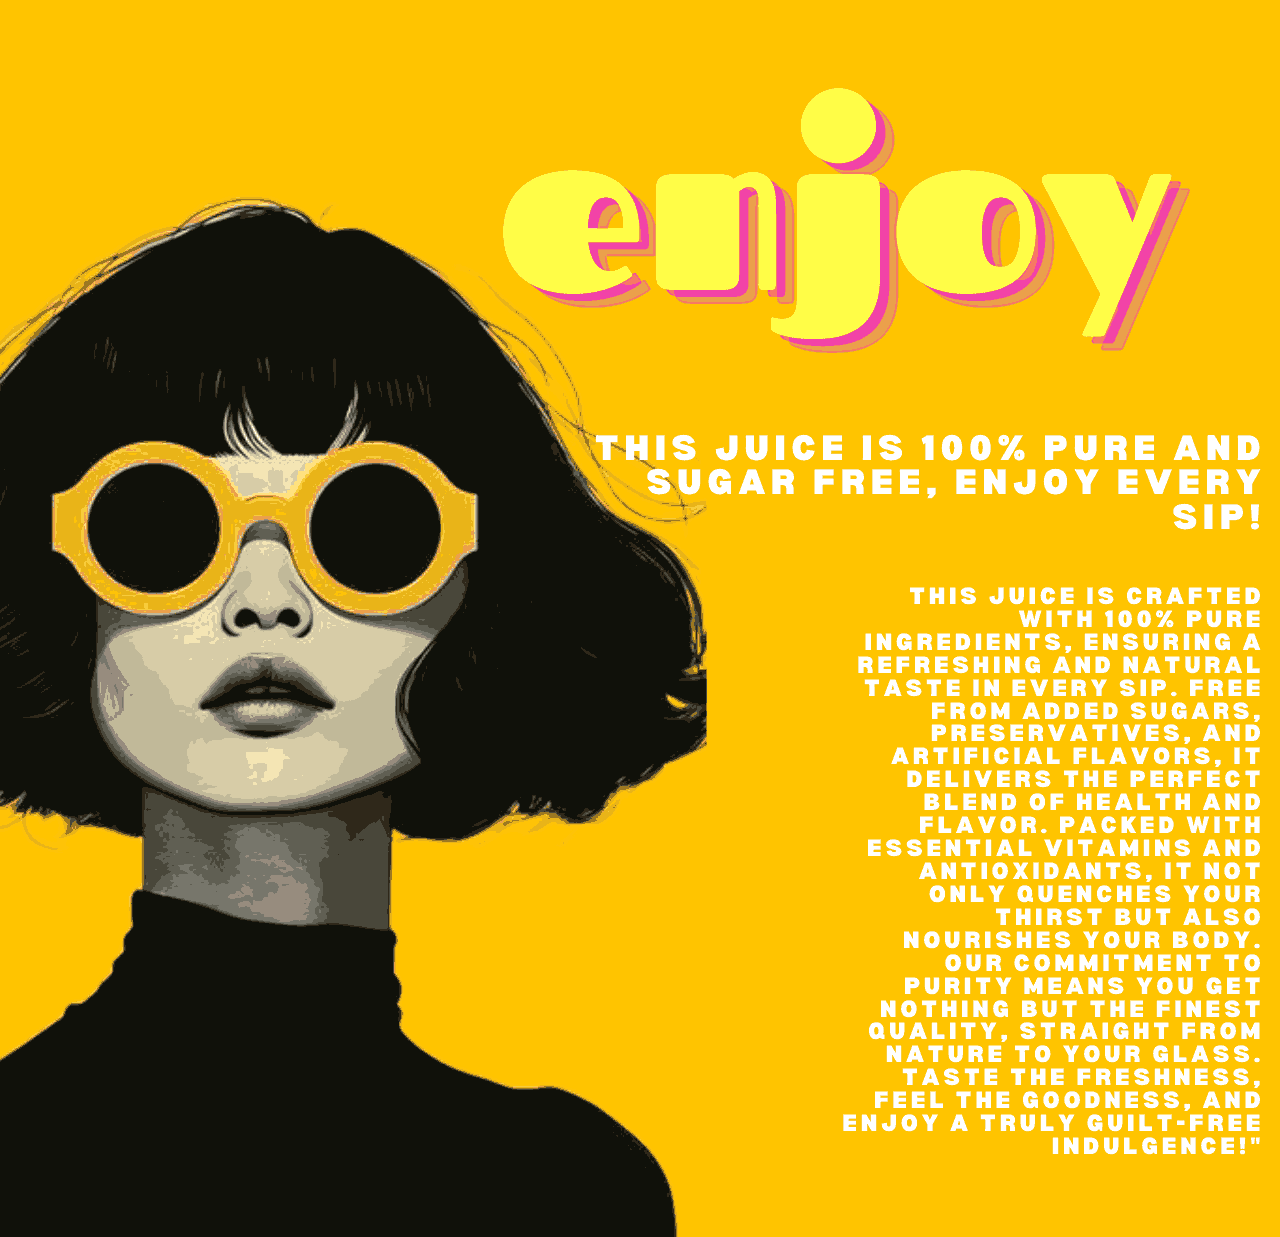 enjoy
THIS JUICE IS 100% PURE AND
SUGAR FREE, ENJOY EVERY
SIP!
THIS JUICE IS CRAFTED
WITH 100% PURE
INGREDIENTS, ENSURING A
REFRESHING AND NATURAL
TASTE IN EVERY SIP. FREE
FROM ADDED SUGARS,
PRESERVATIVES, AND
ARTIFICIAL FLAVORS, IT
DELIVERS THE PERFECT
BLEND OF HEALTH AND
FLAVOR. PACKED WITH
ESSENTIAL VITAMINS AND
ANTIOXIDANTS, IT NOT
ONLY QUENCHES YOUR
THIRST BUT ALSO
NOURISHES YOUR BODY.
OUR COMMITMENT TO
PURITY MEANS YOU GET
NOTHING BUT THE FINEST
QUALITY, STRAIGHT FROM
NATURE TO YOUR GLASS.
TASTE THE FRESHNESS,
FEEL THE GOODNESS, AND
ENJOY A TRULY GUILT-FREE
INDULGENCE!"